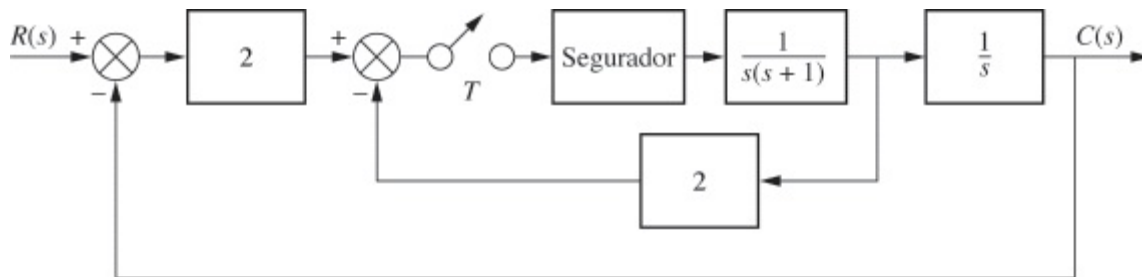 R(s) + − 2 + − T Segurador 1/s(s + 1) 1/s C(s)
2